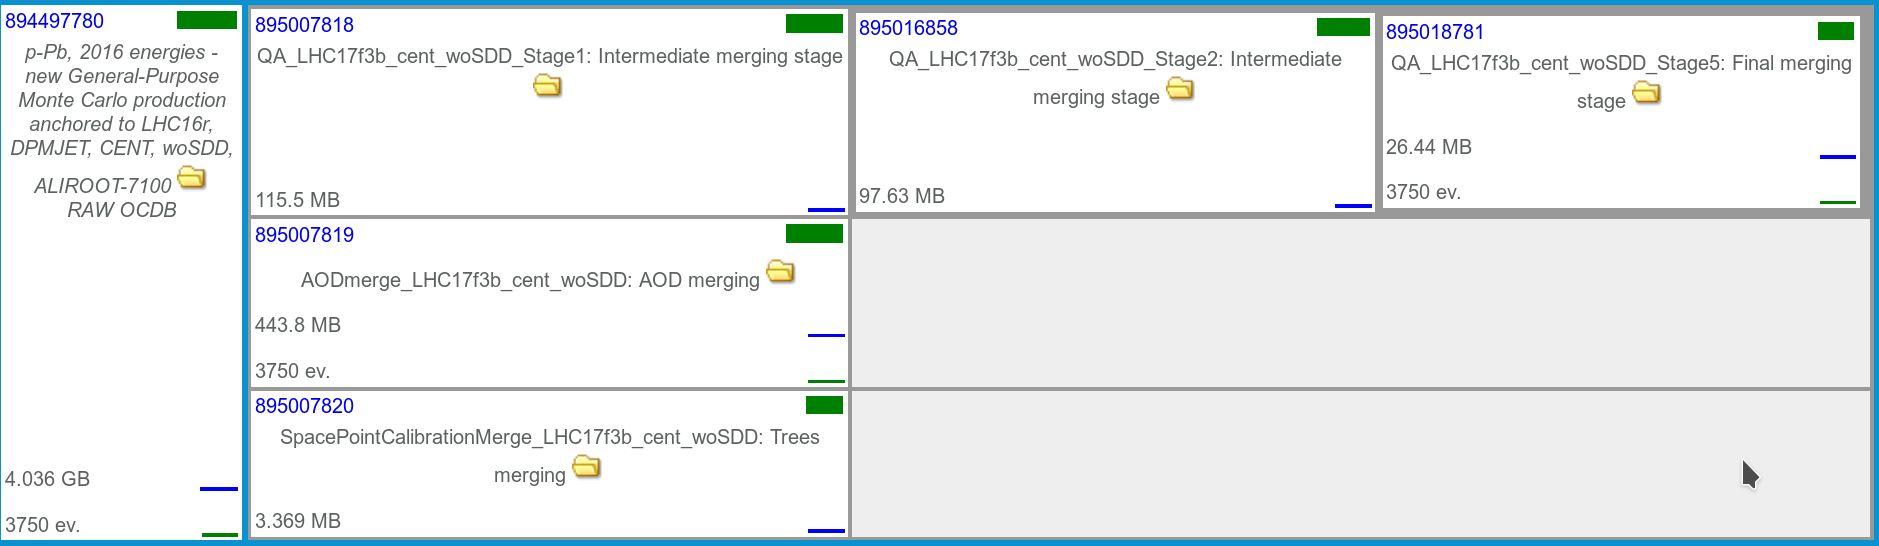 894497780
p-Pb, 2016 energies -
new General-Purpose
Monte Carlo production
anchored to LHC16r,
DPMJET, CENT, woSDD,
ALIROOT-7100
RAW OCDB
4.036 GB
3750 ev.
895007818
QA_LHC17f3b_cent_woSDD_Stage1: Intermediate merging stage
115.5 MB
895016858
QA_LHC17f3b_cent_woSDD_Stage2: Intermediate
merging stage
97.63 MB
895018781
QA_LHC17f3b_cent_woSDD_Stage5: Final merging
stage
26.44 MB
3750 ev.
895007819
AODmerge_LHC17f3b_cent_woSDD: AOD merging
443.8 MB
3750 ev.
895007820
SpacePointCalibrationMerge_LHC17f3b_cent_woSDD: Trees
merging
3.369 MB